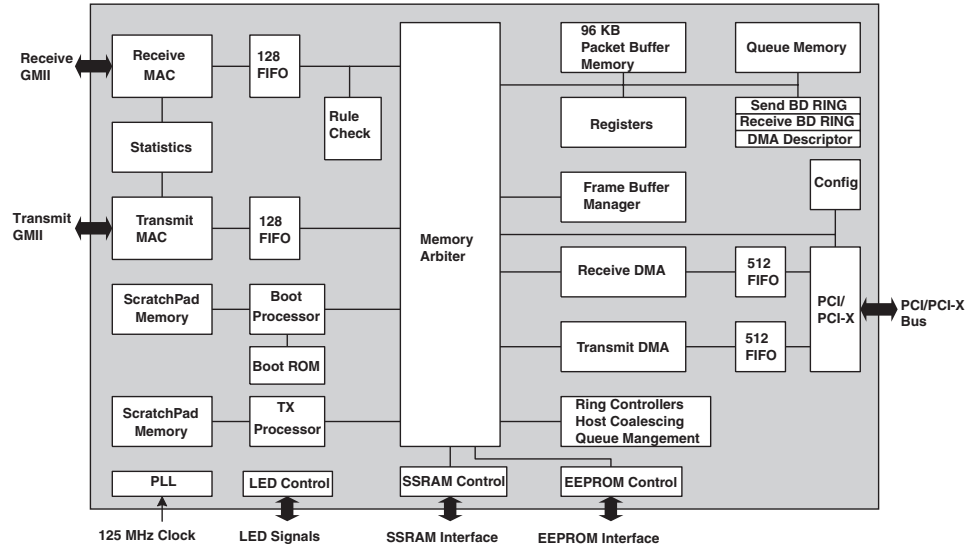 Receive
GMII
Receive
MAC
128
FIFO
Rule
Check
96 KB
Packet Buffer
Memory
Queue Memory
Registers
Send BD RING
Receive BD RING
DMA Descriptor
Statistics
Config
Frame Buffer
Manager
Transmit
GMII
Transmit
MAC
128
FIFO
Memory
Arbiter
Receive DMA
512
FIFO
PCI/
PCI-X
PCI/PCI-X
Bus
ScratchPad
Memory
Boot
Processor
Transmit DMA
512
FIFO
Boot ROM
ScratchPad
Memory
TX
Processor
Ring Controllers
Host Coalescing
Queue Mangement
PLL
LED Control
SSRAM Control
EEPROM Control
125 MHz Clock
LED Signals
SSRAM Interface
EEPROM Interface